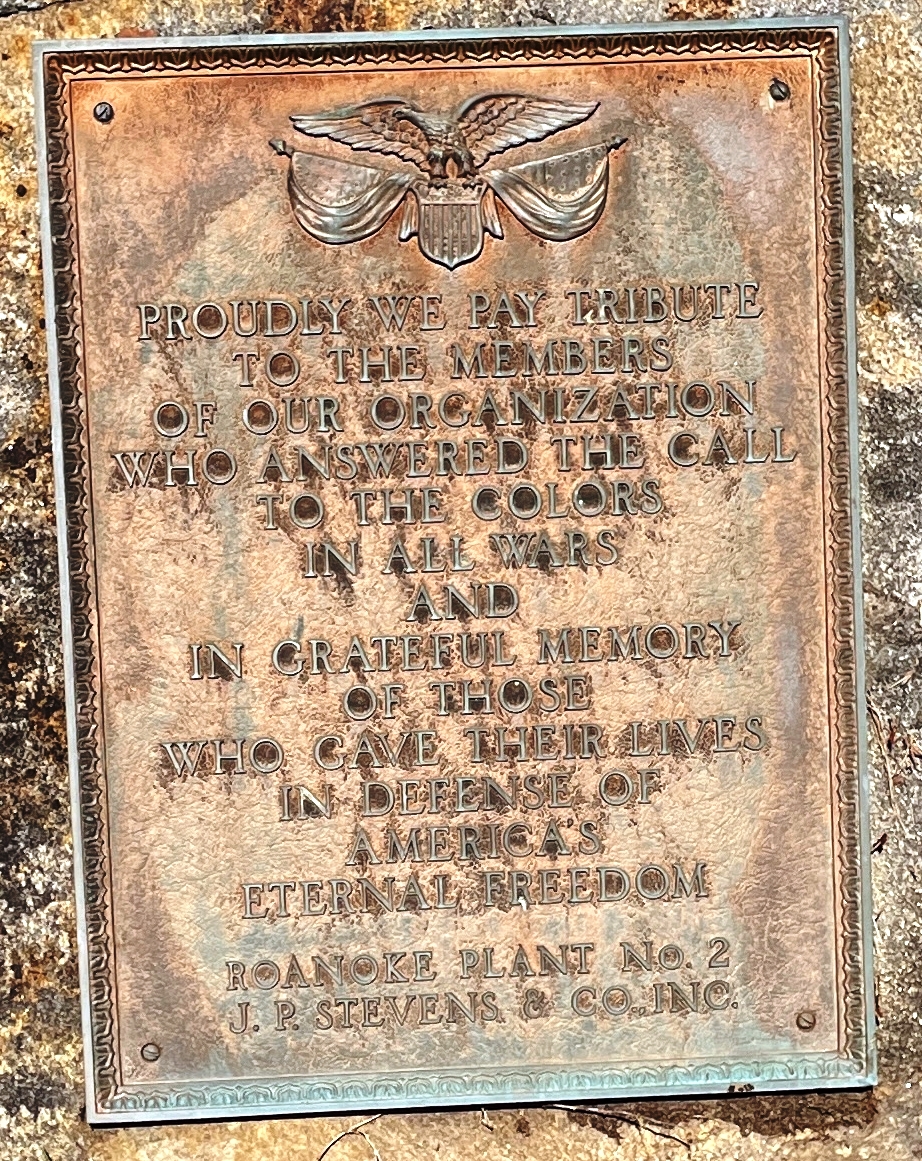 PROUDLY WE PAY TRIBUTE
TO THE MEMBERS
OF OUR ORGANIZATION
WHO ANSWERED THE CALL
TO THE COLORS
IN ALL WARS
AND
IN GRATEFUL MEMORY
OF THOSE
WHO GAVE THEIR LIVES
IN DEFENSE OF
AMERICA'S
ETERNAL FREEDOM
ROANOKE PLANT No. 2
J. P. STEVENS & CO., INC.